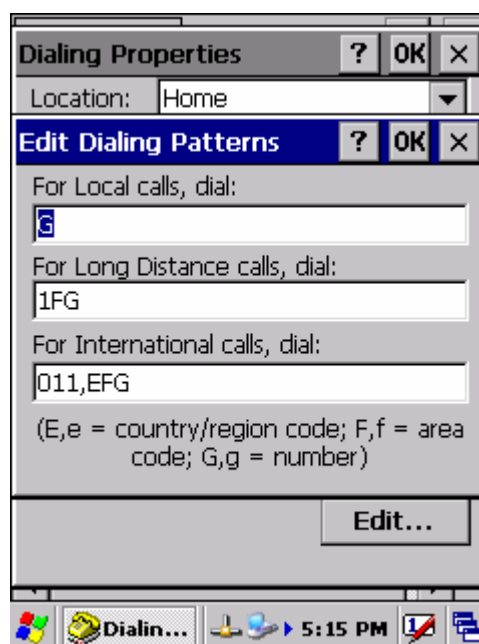 Dialing Properties ? OK ×
Location: Home
Edit Dialing Patterns ? OK ×
For Local calls, dial:
G
For Long Distance calls, dial:
1FG
For International calls, dial:
011,EFG
(E,e = country/region code; F,f = area
code; G,g = number)
Edit...
Dialin... 5:15 PM